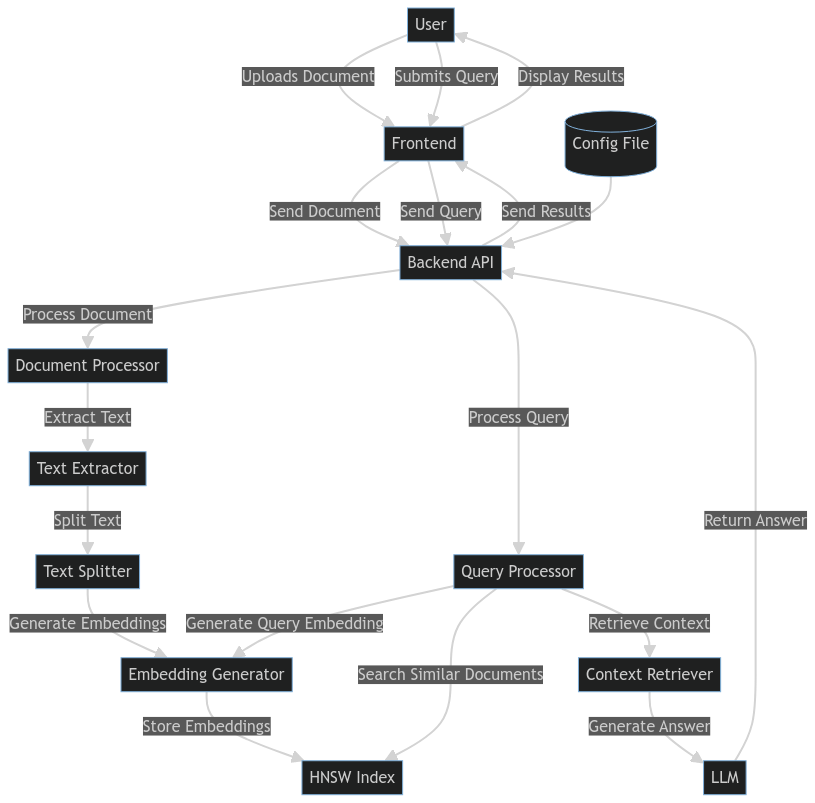 User
Uploads Document
Submits Query
Display Results
Frontend
Config File
Send Document
Send Query
Send Results
Backend API
Process Document
Document Processor
Extract Text
Process Query
Text Extractor
Split Text
Return Answer
Text Splitter
Query Processor
Generate Embeddings
Generate Query Embedding
Retrieve Context
Embedding Generator
Search Similar Documents
Context Retriever
Store Embeddings
Generate Answer
HNSW Index
LLM